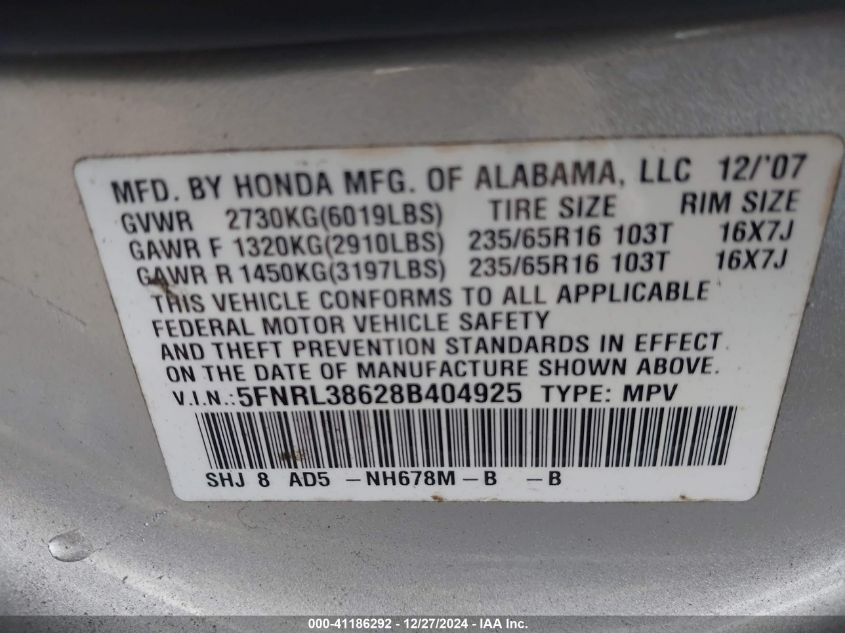 MFD. BY HONDA MFG. OF ALABAMA, LLC 12/'07
GVWR 2730KG(6019LBS) TIRE SIZE RIM SIZE
GAWR F 1320KG(2910LBS) 235/65R16 103T 16X7J
GAWR R 1450KG(3197LBS) 235/65R16 103T 16X7J
THIS VEHICLE CONFORMS TO ALL APPLICABLE
FEDERAL MOTOR VEHICLE SAFETY
AND THEFT PREVENTION STANDARDS IN EFFECT
ON THE DATE OF MANUFACTURE SHOWN ABOVE.
V.I.N.:5FNRL38628B404925 TYPE: MPV
SHJ 8 AD5 -NH678M-B -B
000-41186292 - 12/27/2024 - IAA Inc.